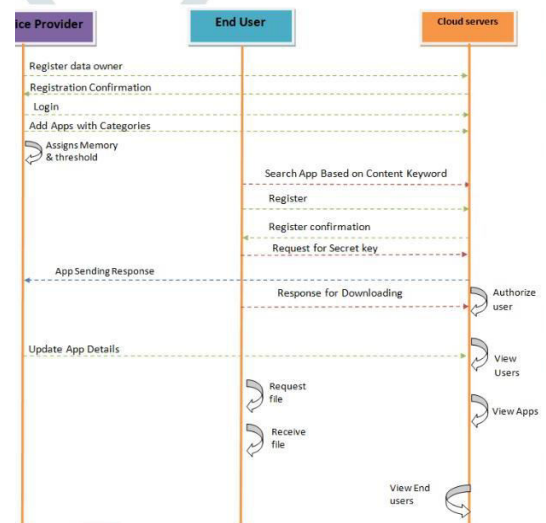 ice Provider
End User
Cloud servers
Register data owner
Registration Confirmation
Login
Add Apps with Categories
Assigns Memory
& threshold
Search App Based on Content Keyword
Register
Register confirmation
Request for Secret key
App Sending Response
Response for Downloading
Authorize
user
Update App Details
View
Users
Request
file
View Apps
Receive
file
View End
users